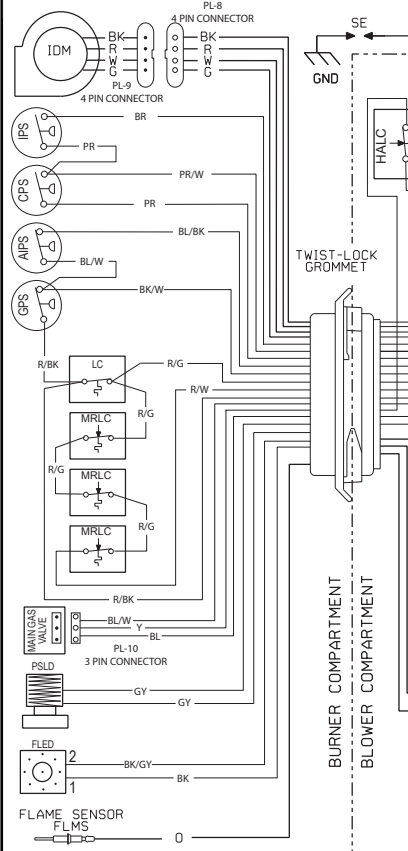 PL-8
4 PIN CONNECTOR
SE
IDM
BK
R
W
G
BK
R
W
G
GND
PL-9
4 PIN CONNECTOR
BR
IPS
PR
HALC
PR/W
CPS
PR
BL/BK
AIPS
BL/W
TWIST-LOCK
GROMMET
BK/W
GPS
R/BK
LC
R/G
R/W
R/G
MRLC
R/G
MRLC
R/G
MRLC
R/BK
MAIN GAS
VALVE
BL/W
Y
BL
PL-10
3 PIN CONNECTOR
BURNER COMPARTMENT
BLOWER COMPARTMENT
PSLD
GY
GY
FLED
2
BK/GY
1
BK
FLAME SENSOR
FLMS
O